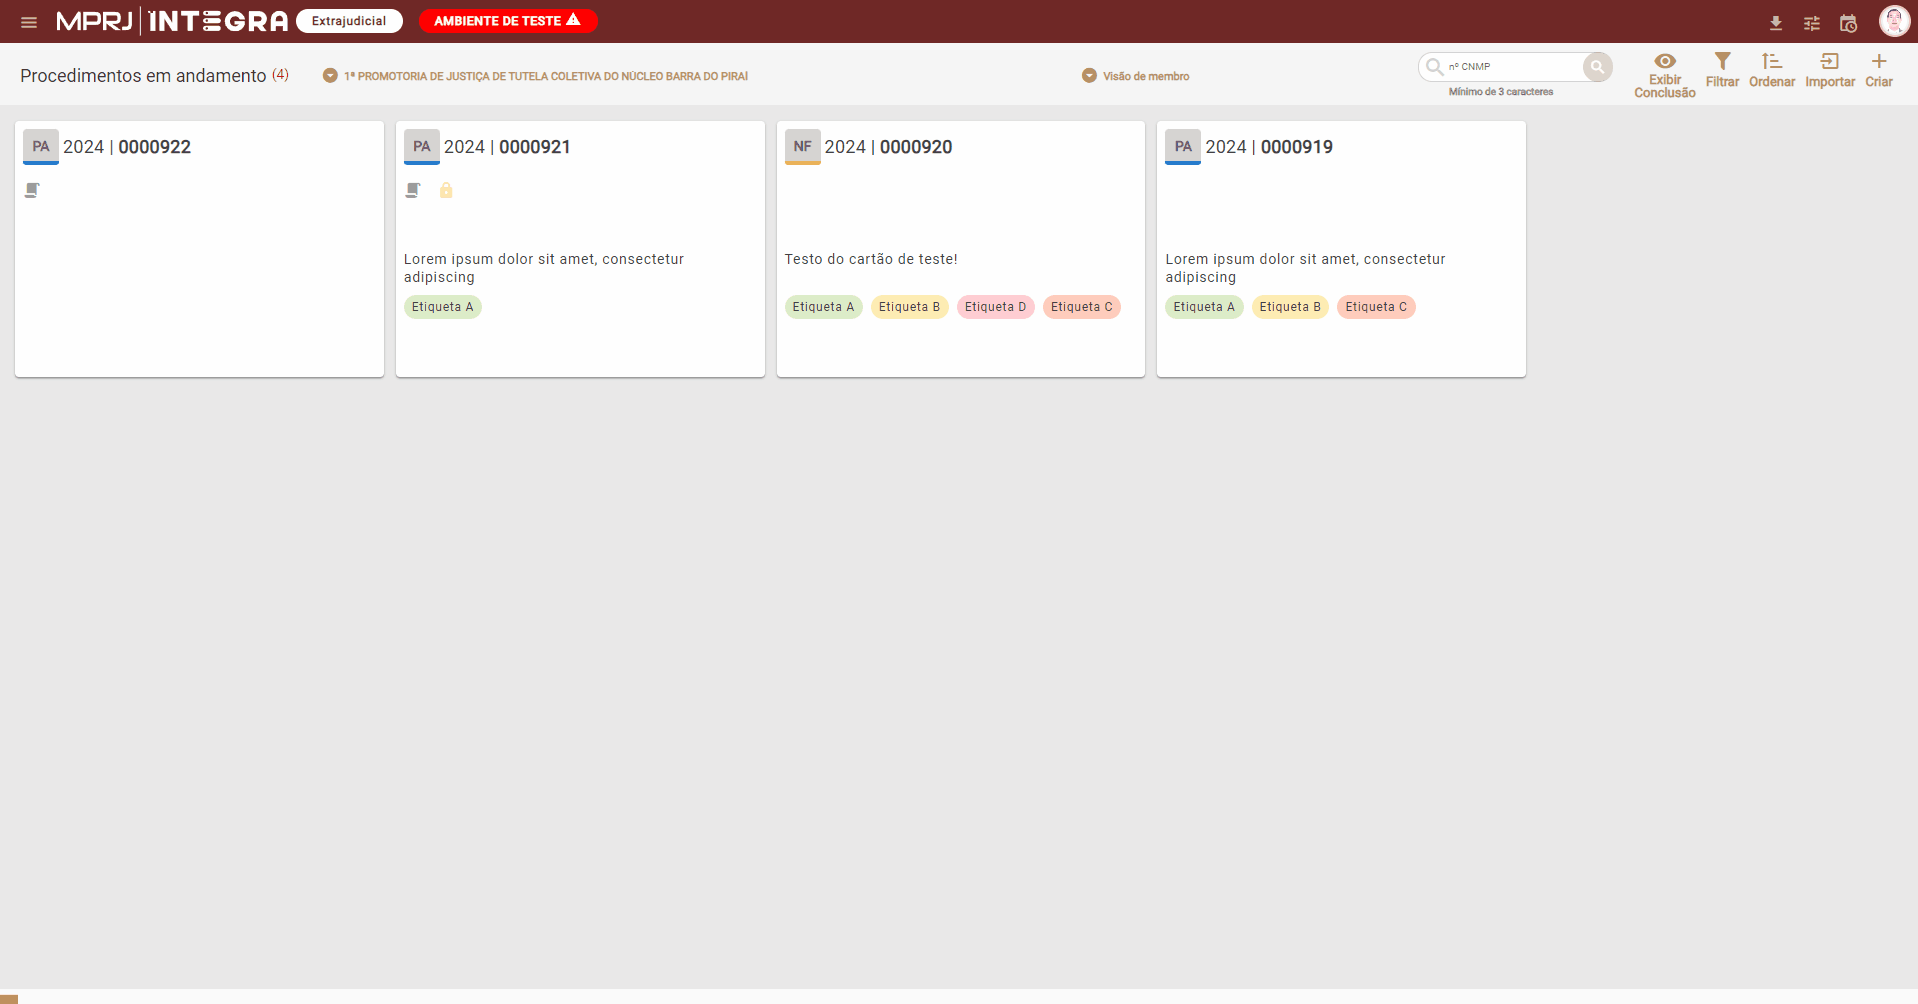 MPRJ INTEGRA Extrajudicial AMBIENTE DE TESTE
Procedimentos em andamento (4)
1ª PROMOTORIA DE JUSTIÇA DE TUTELA COLETIVA DO NÚCLEO BARRA DO PIRAÍ
Visão de membro
nº CNMP
Mínimo de 3 caracteres
Exibir
Conclusão
Filtrar
Ordenar
Importar
Criar
PA 2024 | 0000922
PA 2024 | 0000921
Lorem ipsum dolor sit amet, consectetur
adipiscing
Etiqueta A
NF 2024 | 0000920
Testo do cartão de teste!
Etiqueta A Etiqueta B Etiqueta D Etiqueta C
PA 2024 | 0000919
Lorem ipsum dolor sit amet, consectetur
adipiscing
Etiqueta A Etiqueta B Etiqueta C